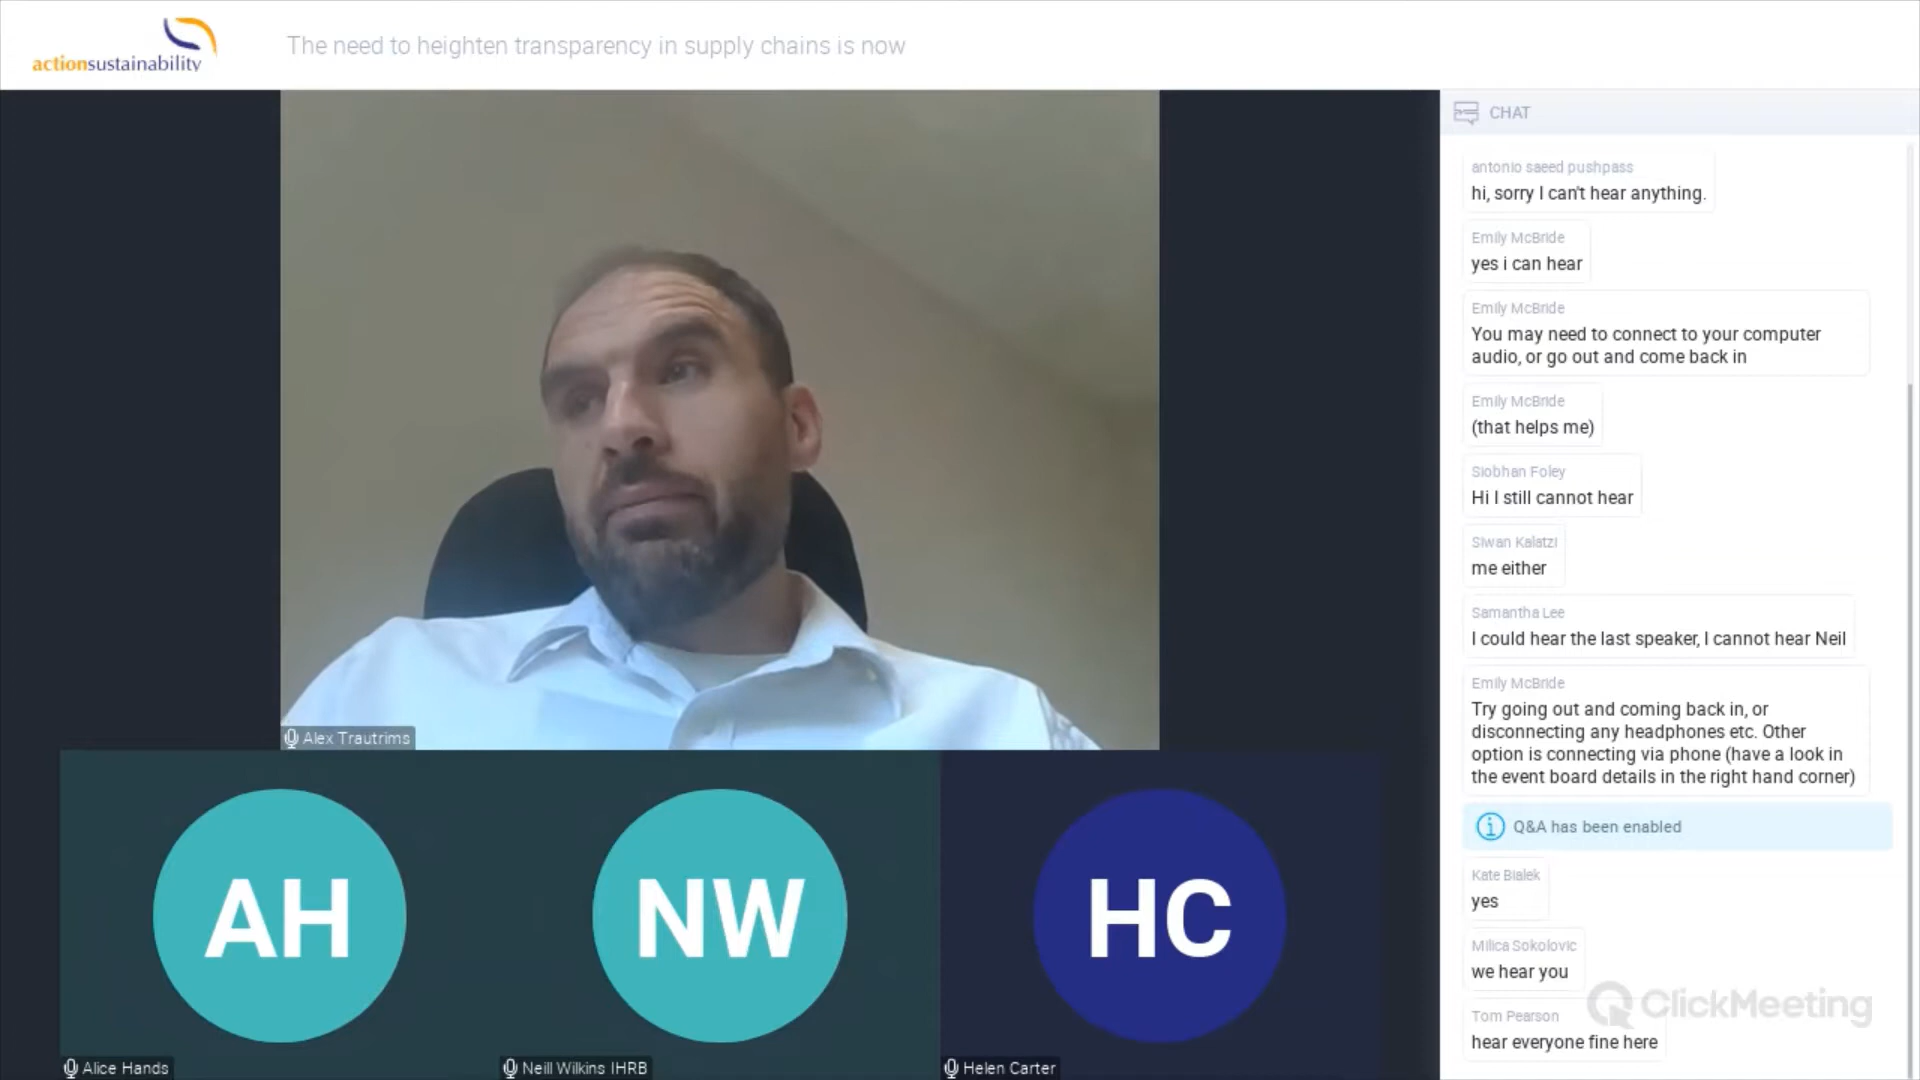 actionsustainability
The need to heighten transparency in supply chains is now
Alex Trautrims
AH
NW
HC
Alice Hands
Neill Wilkins IHRB
Helen Carter
CHAT
antonio saeed pushpass
hi, sorry I can't hear anything.
Emily McBride
yes i can hear
Emily McBride
You may need to connect to your computer
audio, or go out and come back in
Emily McBride
(that helps me)
Siobhan Foley
Hi I still cannot hear
Siwan Kalatzi
me either
Samantha Lee
I could hear the last speaker, I cannot hear Neil
Emily McBride
Try going out and coming back in, or
disconnecting any headphones etc. Other
option is connecting via phone (have a look in
the event board details in the right hand corner)
Q&A has been enabled
Kate Bialek
yes
Milica Sokolovic
we hear you
Tom Pearson
hear everyone fine here
ClickMeeting